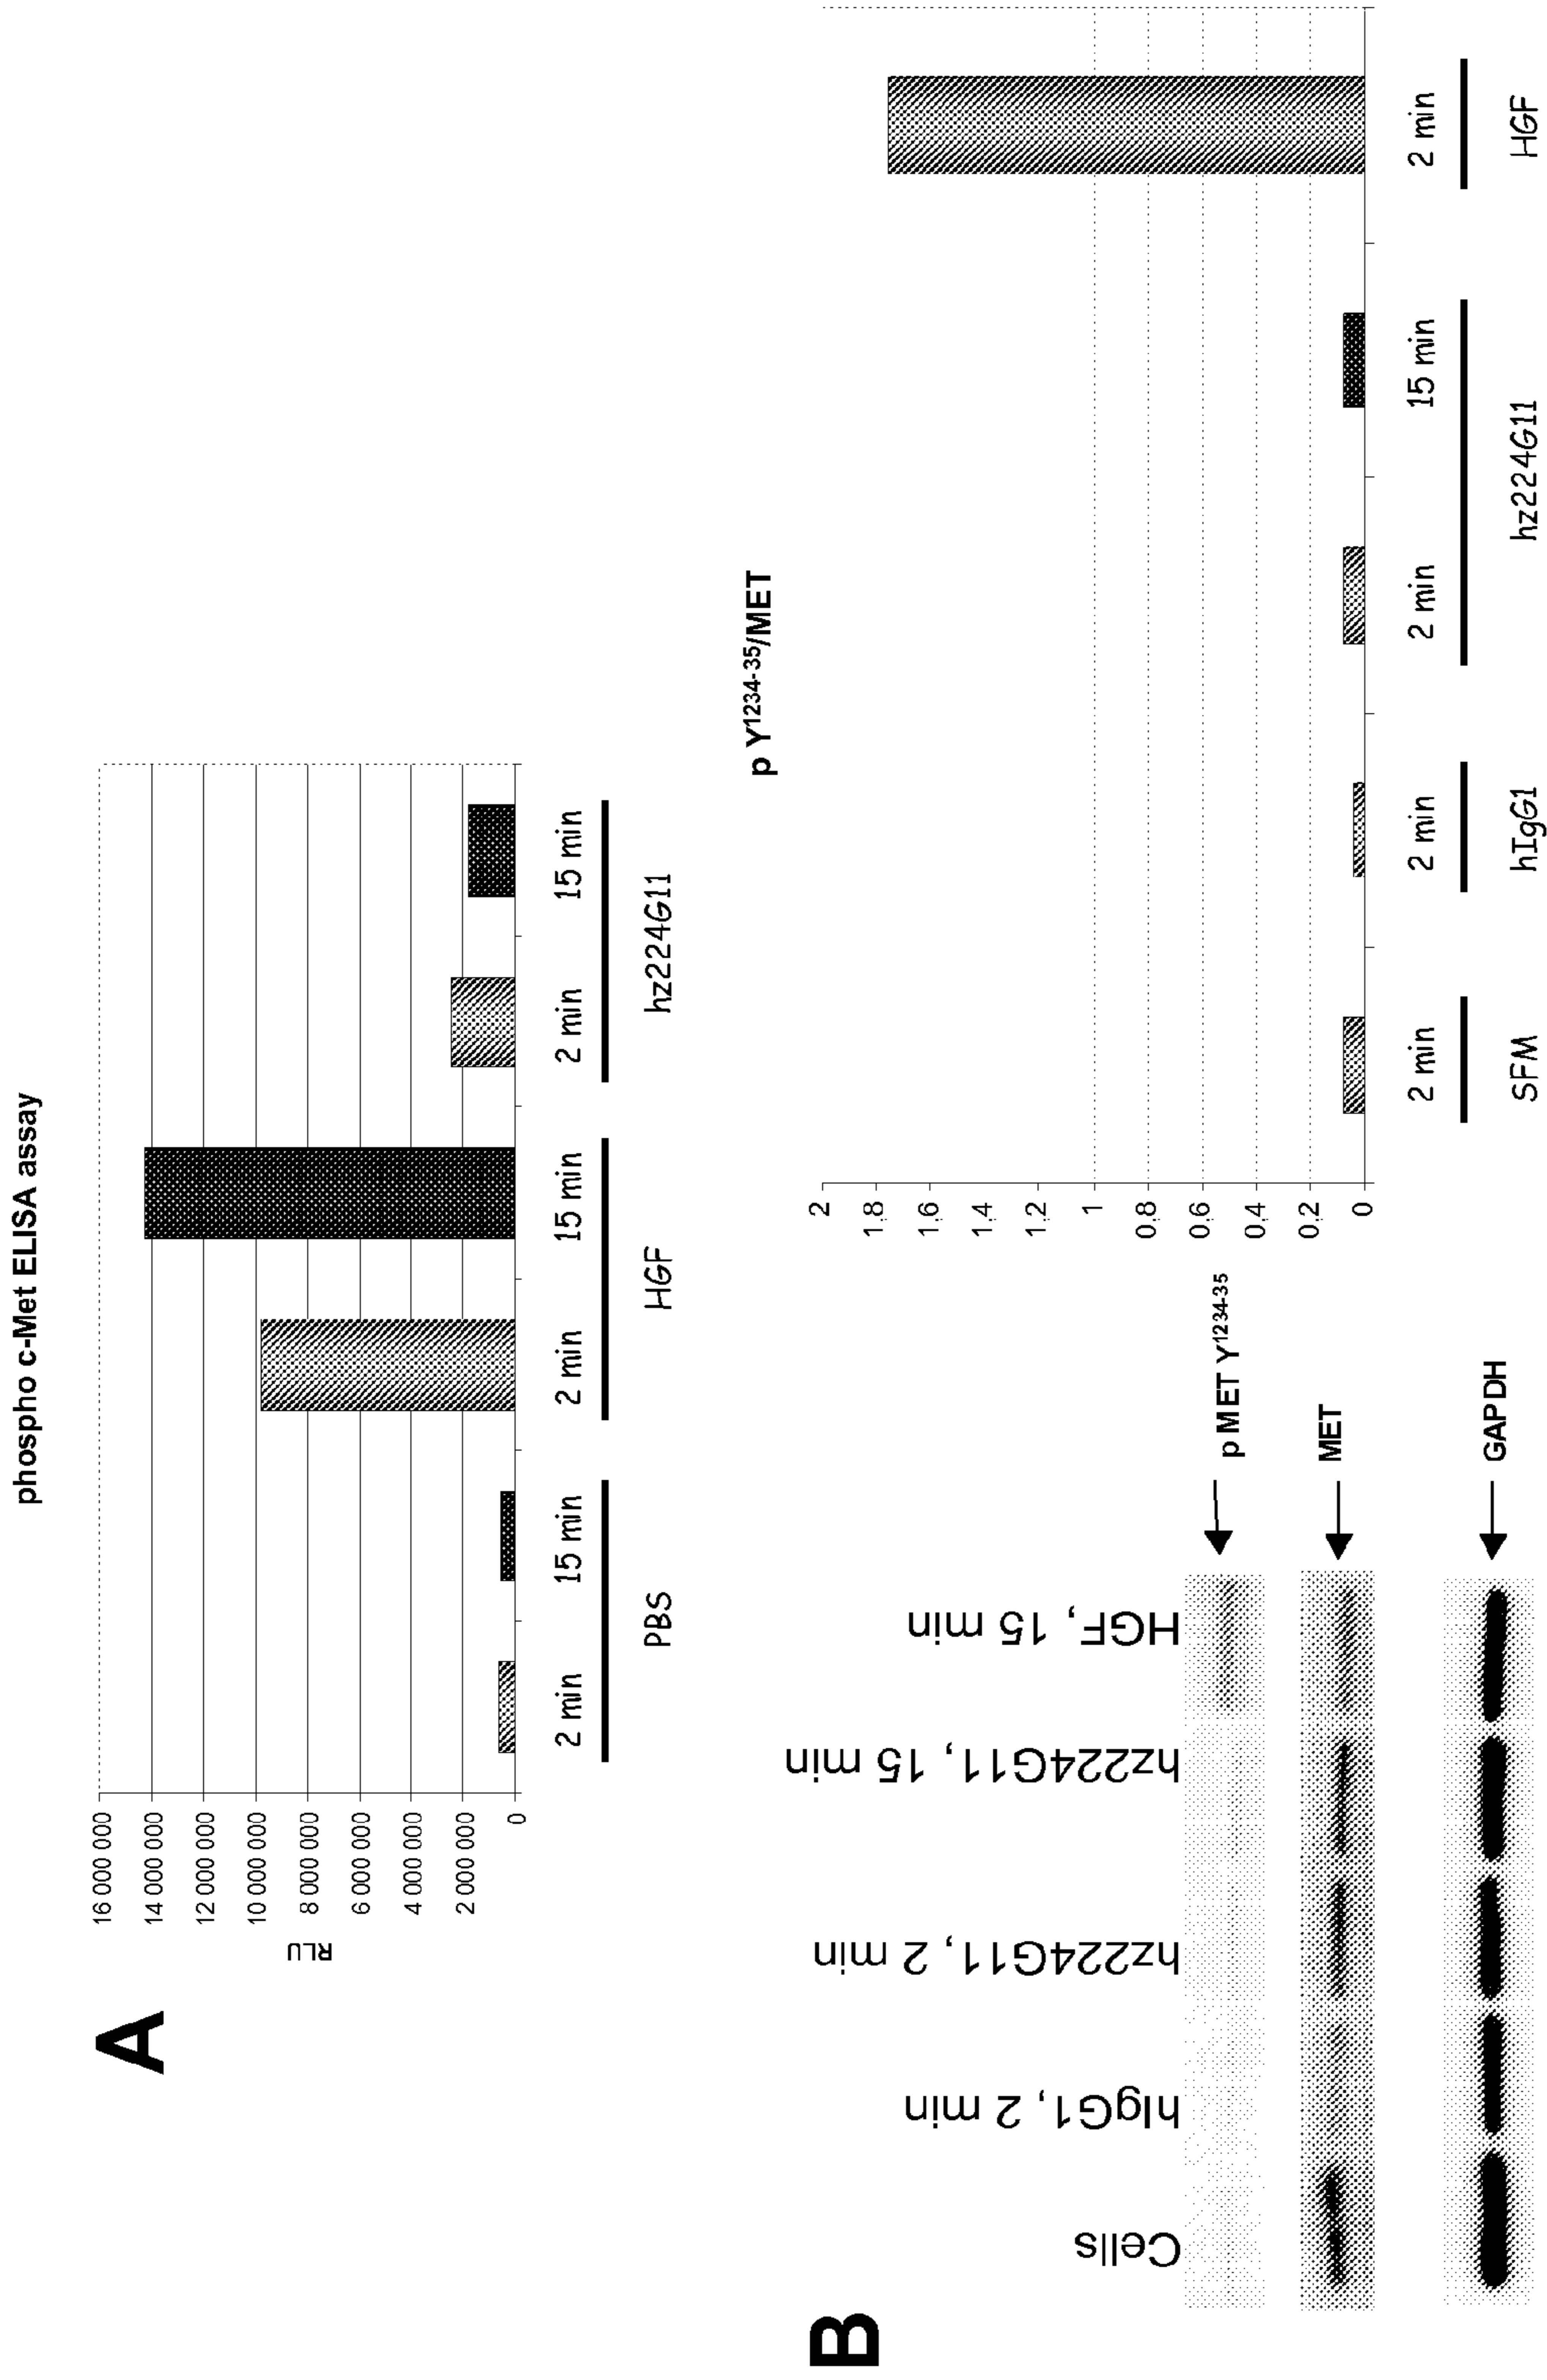 A
phospho c-Met ELISA assay
RLU
16 000 000
14 000 000
12 000 000
10 000 000
8 000 000
6 000 000
4 000 000
2 000 000
0
2 min 15 min 2 min 15 min 2 min 15 min
PBS HGF hz224G11
B
Cells
hIgG1, 2 min
hz224G11, 2 min
hz224G11, 15 min
HGF, 15 min
p MET Y1234-35
MET
GAPDH
p Y1234-35/MET
2
1,8
1,6
1,4
1,2
1
0,8
0,6
0,4
0,2
0
2 min 2 min 2 min 15 min 2 min
SFM hIgG1 hz224G11 HGF